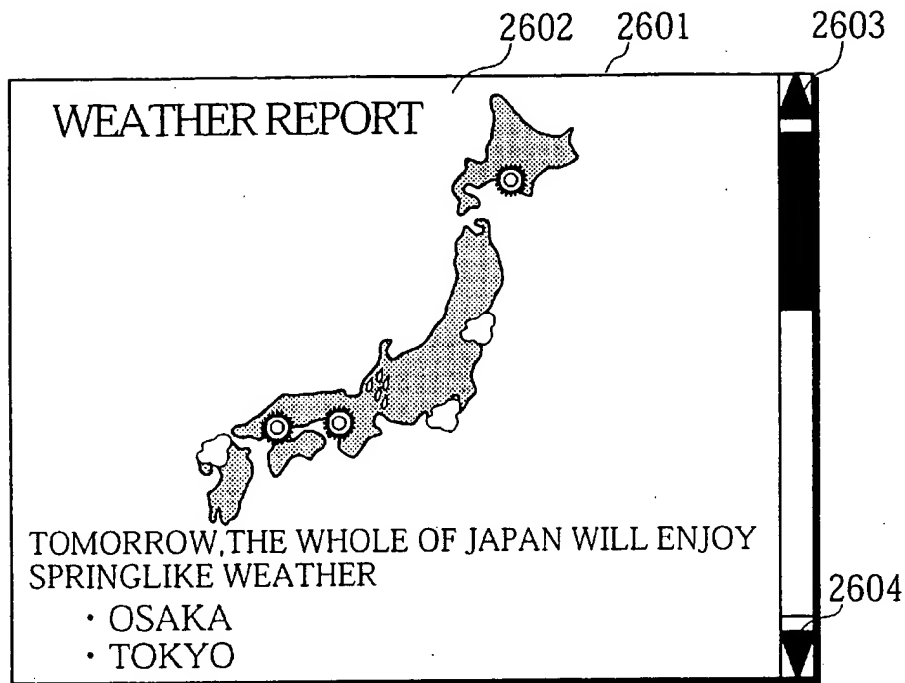 2602 2601 2603
WEATHER REPORT
TOMORROW,THE WHOLE OF JAPAN WILL ENJOY
SPRINGLIKE WEATHER
2604
・OSAKA
・TOKYO